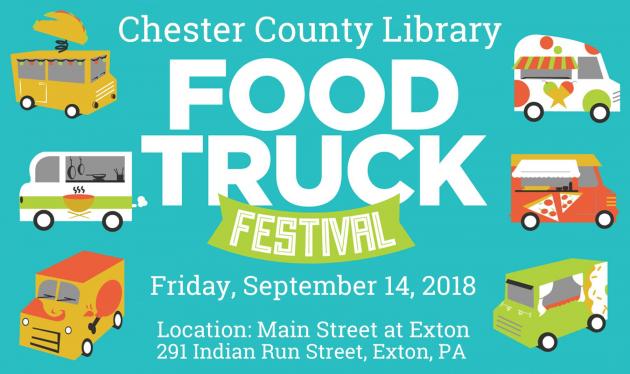 Chester County Library
FOOD
TRUCK
FESTIVAL
Friday, September 14, 2018
Location: Main Street at Exton
291 Indian Run Street, Exton, PA